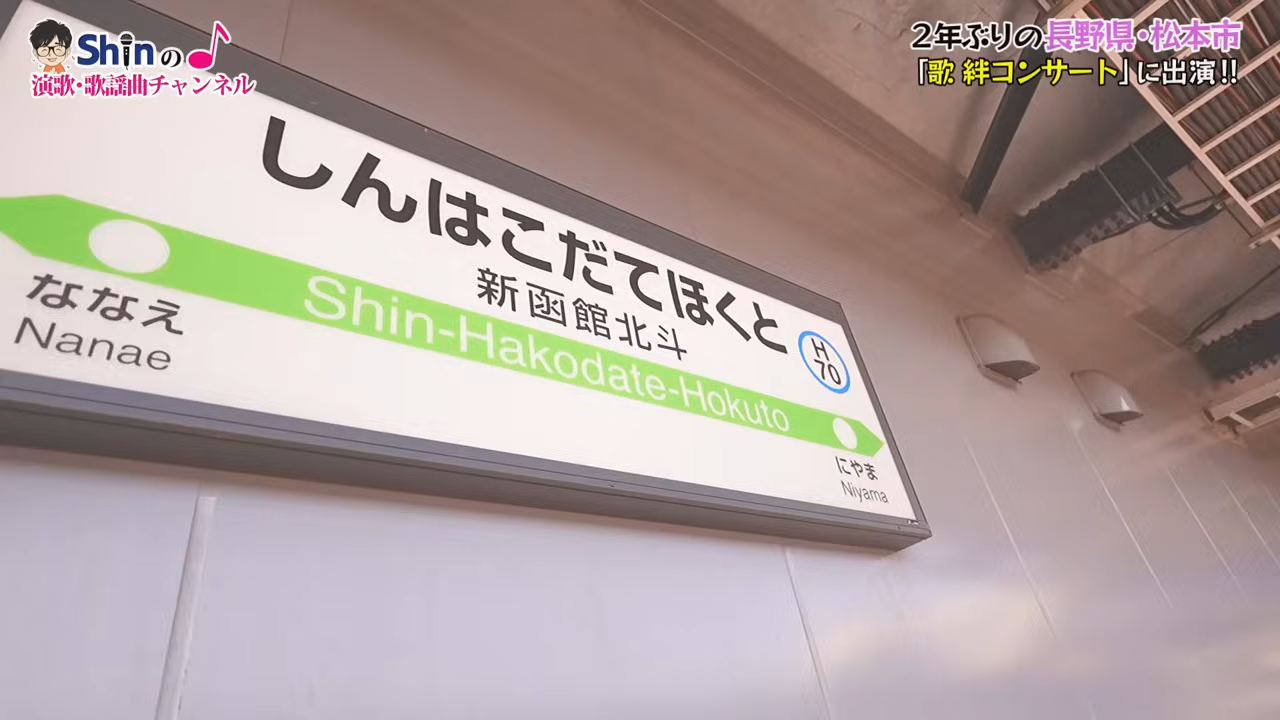 Shinの
演歌・歌謡曲チャンネル
2年ぶりの長野県・松本市
「歌 絆コンサート」に出演!!
しんはこだてほくと
新函館北斗
H
70
Shin-Hakodate-Hokuto
ななえ
Nanae
にやま
Niyama